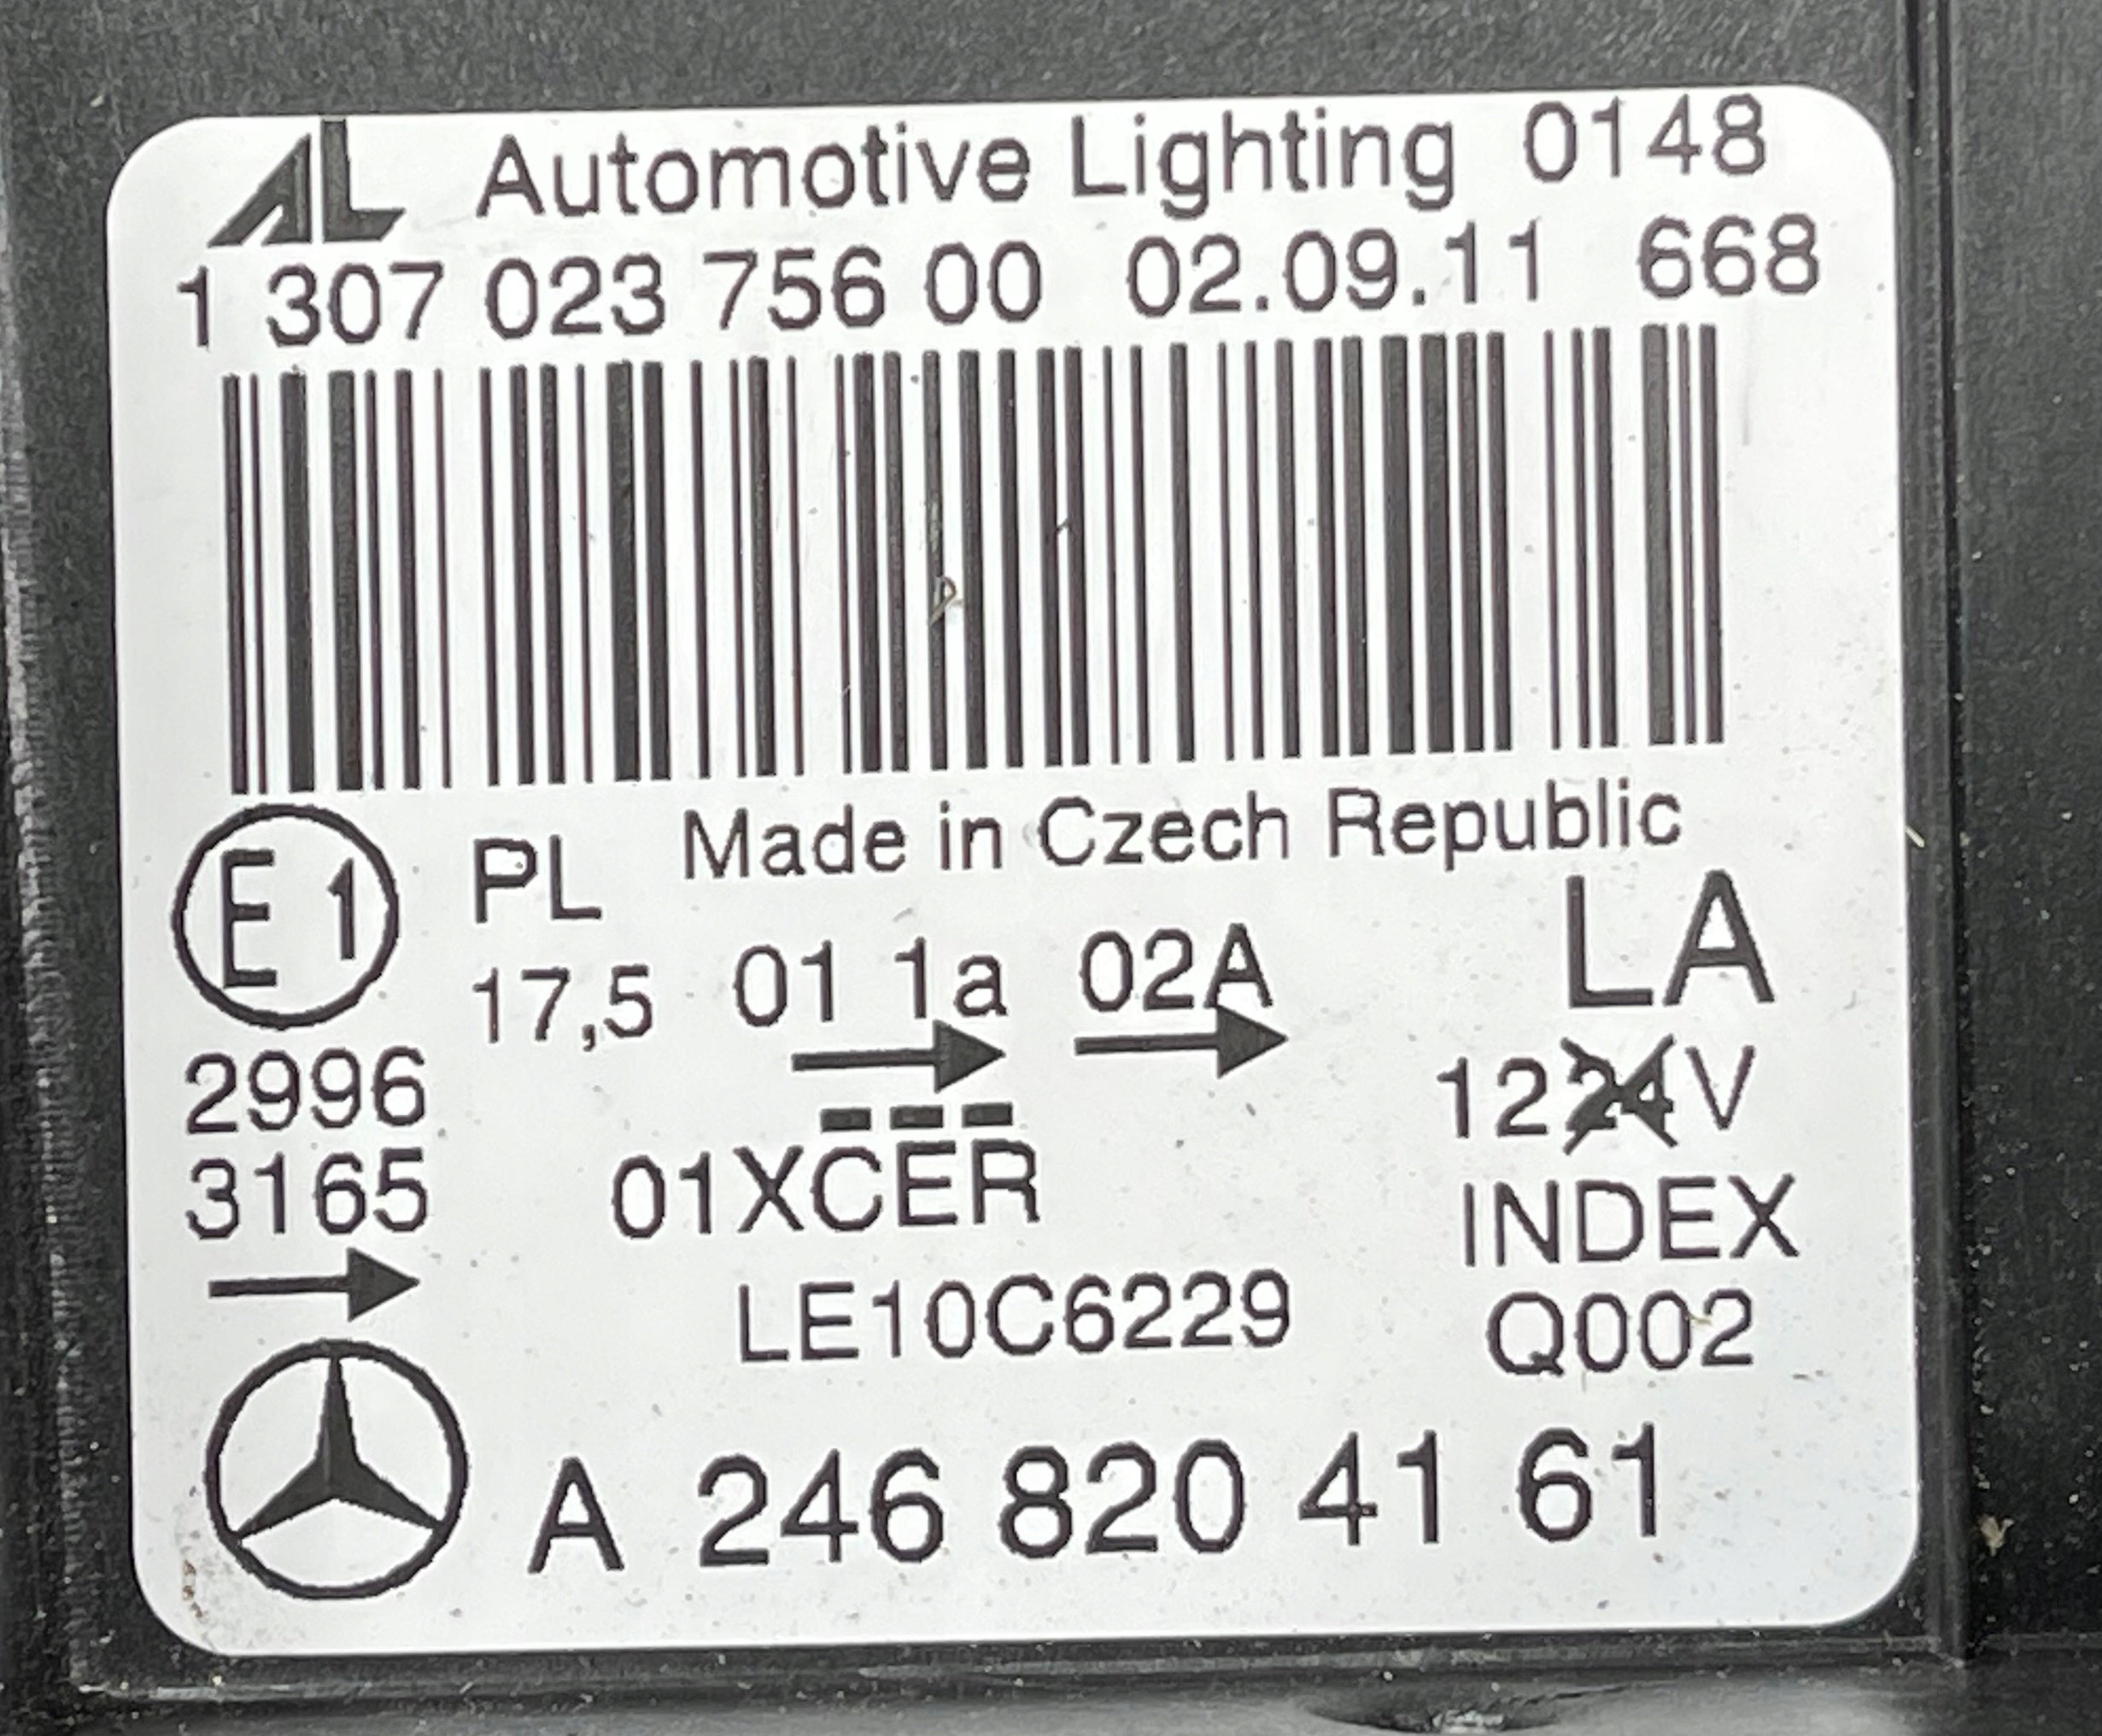 AL Automotive Lighting 0148
1 307 023 756 00 02.09.11 668
Made in Czech Republic
E1 PL LA
17,5 01 1a 02A
2996 1224V
3165 01XCER INDEX
LE10C6229 Q002
A 246 820 41 61